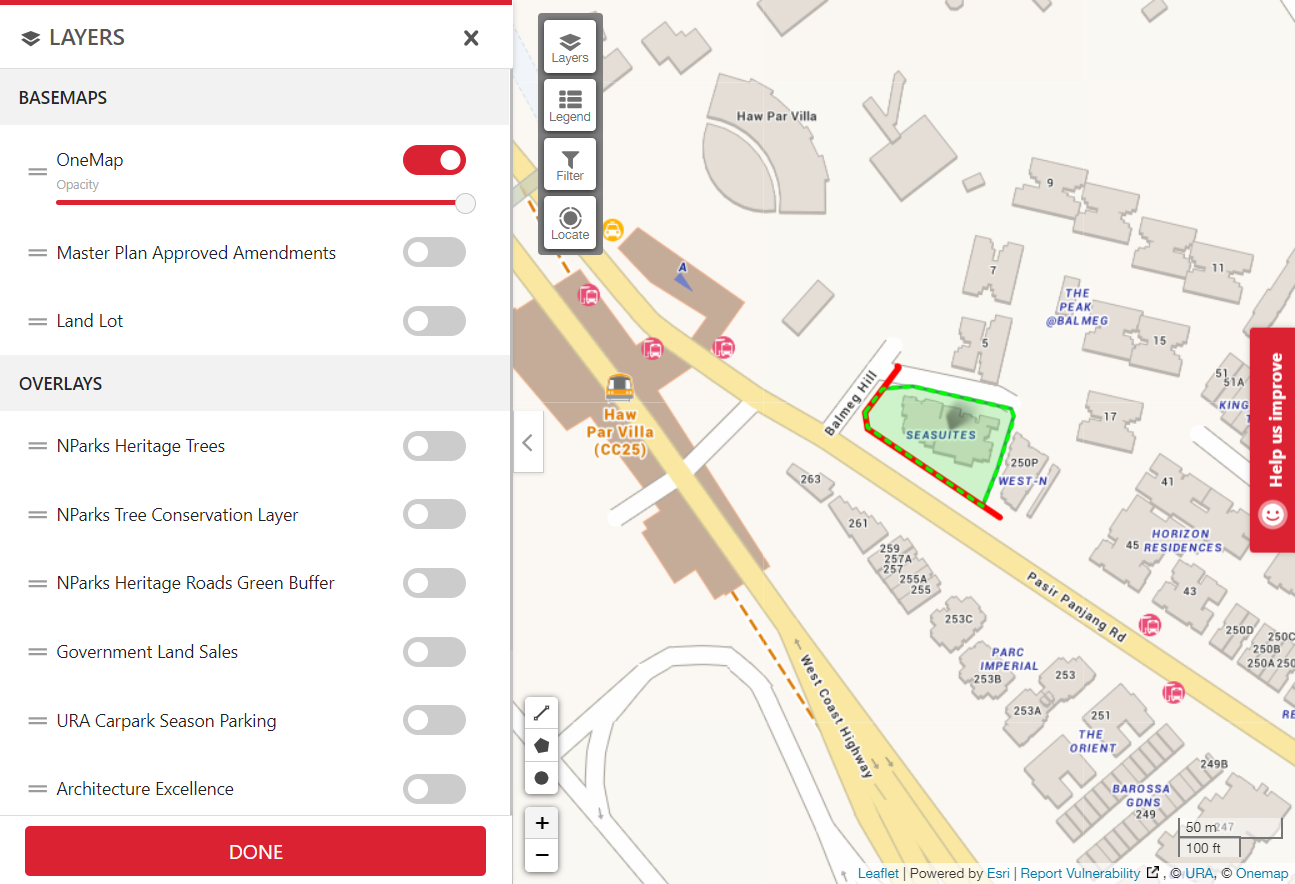 LAYERS
BASEMAPS
OneMap
Opacity
Master Plan Approved Amendments
Land Lot
OVERLAYS
NParks Heritage Trees
NParks Tree Conservation Layer
NParks Heritage Roads Green Buffer
Government Land Sales
URA Carpark Season Parking
Architecture Excellence
DONE
Layers
Legend
Filter
Locate
Haw Par Villa
9
11
7
A
THE
PEAK
@BALMEG
15
5
51
51A
KING
Balmeg Hill
Haw
Par Villa
(CC25)
SEASUITES
17
250P
WEST-N
263
41
261
HORIZON
45 RESIDENCES
259
257A
257
255A
255
43
253C
Pasir Panjang Rd
250D
250C
250B
250A
250
PARC
IMPERIAL
253B
253
253A
251
RE
THE
ORIENT
West Coast Highway
249B
BAROSSA
GDNS
249
247
Help us improve
+
−
50 m
100 ft
Leaflet | Powered by Esri | Report Vulnerability , © URA, © Onemap